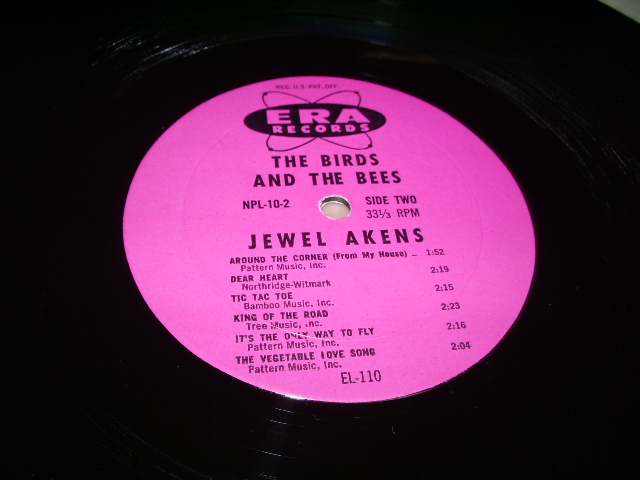 REG. U.S. PAT. OFF.
ERA
RECORDS
THE BIRDS
AND THE BEES
NPL-10-2
SIDE TWO
33⅓ RPM
JEWEL AKENS
AROUND THE CORNER (From My House) .. 1:52
Pattern Music, Inc.
DEAR HEART 2:19
Northridge-Witmark
TIC TAC TOE 2:15
Bamboo Music, Inc.
KING OF THE ROAD 2:23
Tree Music, Inc.
IT'S THE ONLY WAY TO FLY 2:16
Pattern Music, Inc.
THE VEGETABLE LOVE SONG 2:04
Pattern Music, Inc.
EL-110